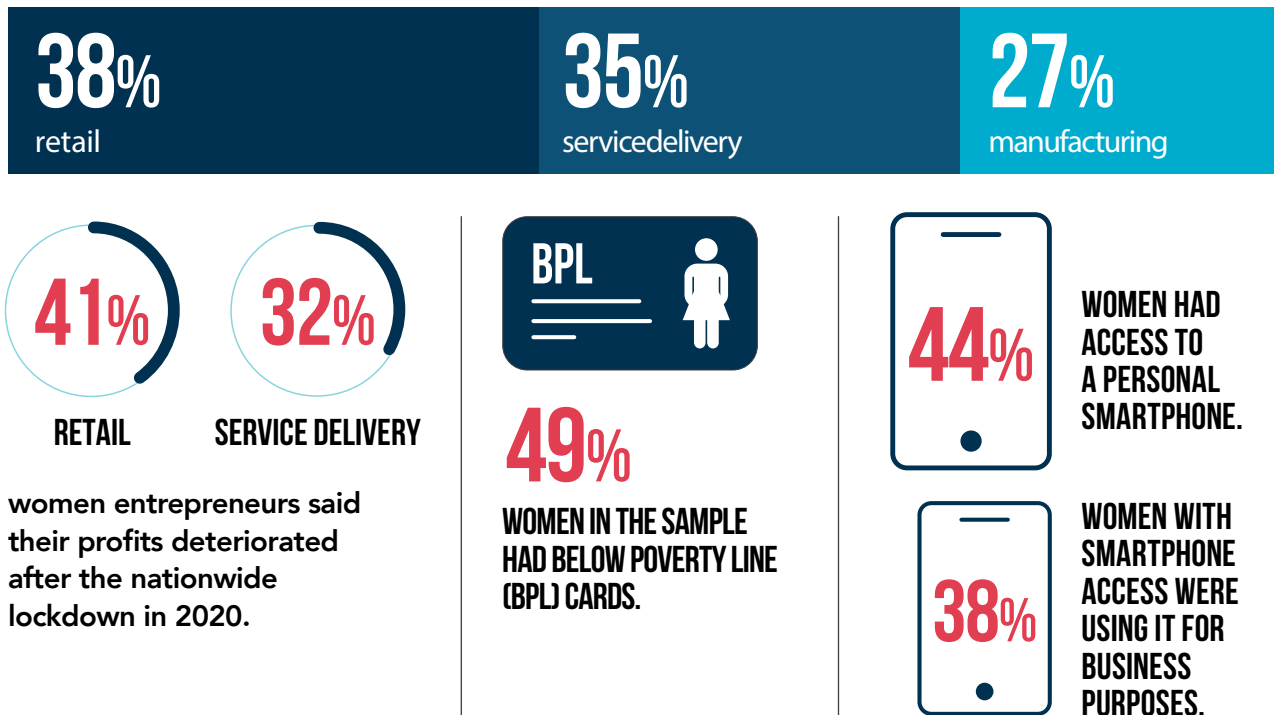 38%
retail
35%
servicedelivery
27%
manufacturing
41%
RETAIL
32%
SERVICE DELIVERY
women entrepreneurs said
their profits deteriorated
after the nationwide
lockdown in 2020.
BPL
49%
WOMEN IN THE SAMPLE
HAD BELOW POVERTY LINE
(BPL) CARDS.
44%
WOMEN HAD
ACCESS TO
A PERSONAL
SMARTPHONE.
38%
WOMEN WITH
SMARTPHONE
ACCESS WERE
USING IT FOR
BUSINESS
PURPOSES.